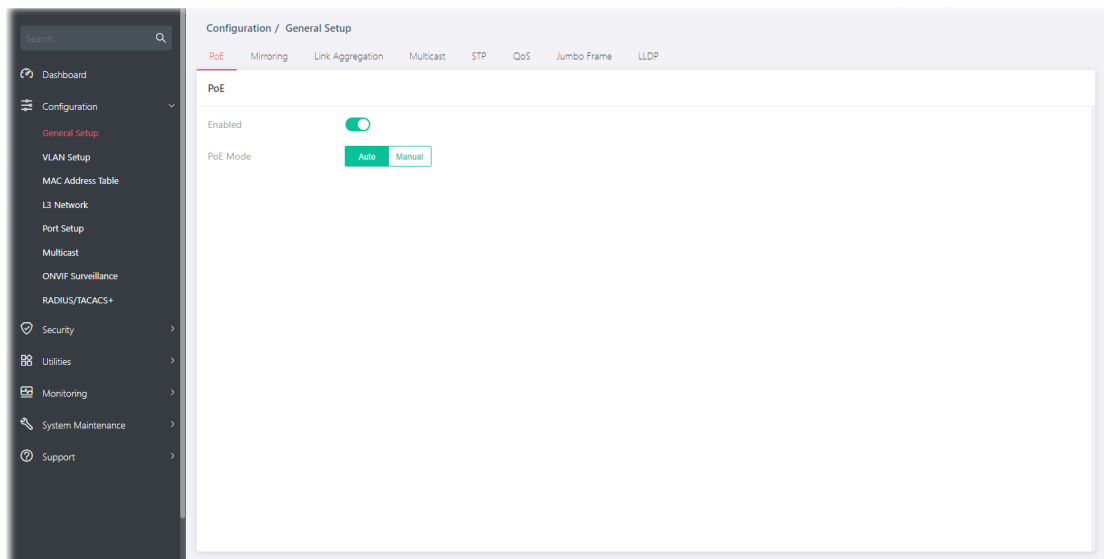 Search...
Dashboard
Configuration
General Setup
VLAN Setup
MAC Address Table
L3 Network
Port Setup
Multicast
ONVIF Surveillance
RADIUS/TACACS+
Security
Utilities
Monitoring
System Maintenance
Support
Configuration / General Setup
PoE Mirroring Link Aggregation Multicast STP QoS Jumbo Frame LLDP
PoE
Enabled
PoE Mode Auto Manual